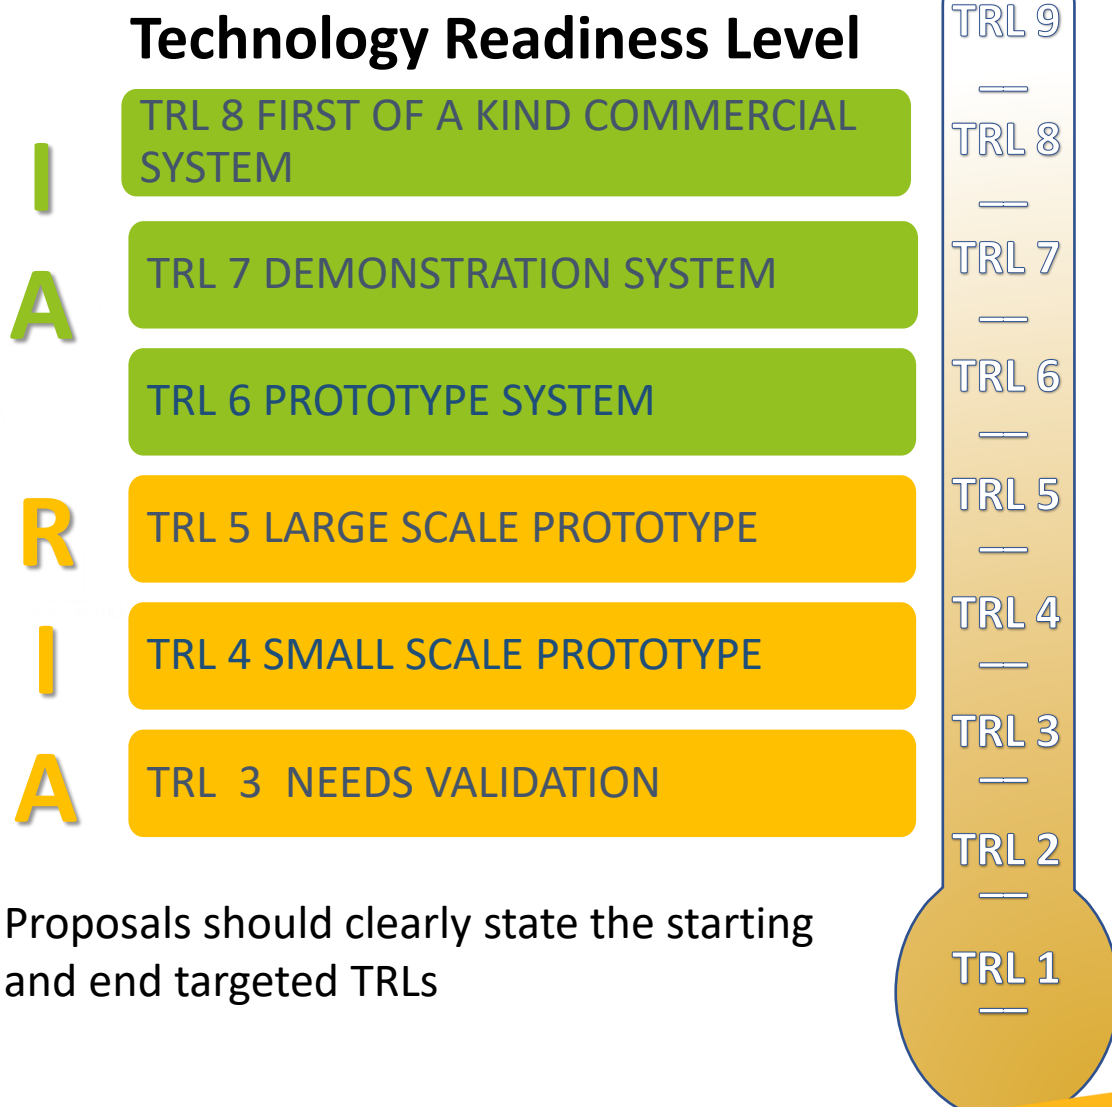 Technology Readiness Level
TRL 8 FIRST OF A KIND COMMERCIAL
SYSTEM
TRL 7 DEMONSTRATION SYSTEM
TRL 6 PROTOTYPE SYSTEM
TRL 5 LARGE SCALE PROTOTYPE
TRL 4 SMALL SCALE PROTOTYPE
TRL  3  NEEDS VALIDATION
I
A
R
I
A
Proposals should clearly state the starting
and end targeted TRLs
TRL 9
TRL 8
TRL 7
TRL 6
TRL 5
TRL 4
TRL 3
TRL 2
TRL 1